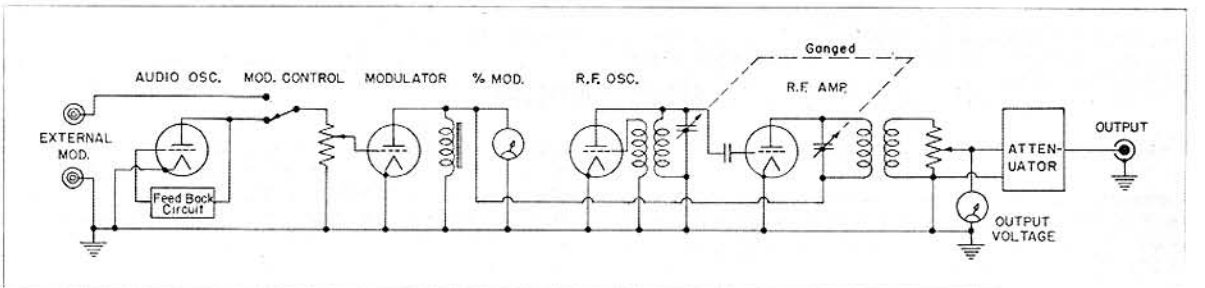 Ganged
AUDIO OSC.
MOD. CONTROL
MODULATOR
% MOD.
R.F. OSC.
R.F. AMP.
EXTERNAL
MOD.
Feed Back
Circuit
ATTEN-
UATOR
OUTPUT
OUTPUT
VOLTAGE